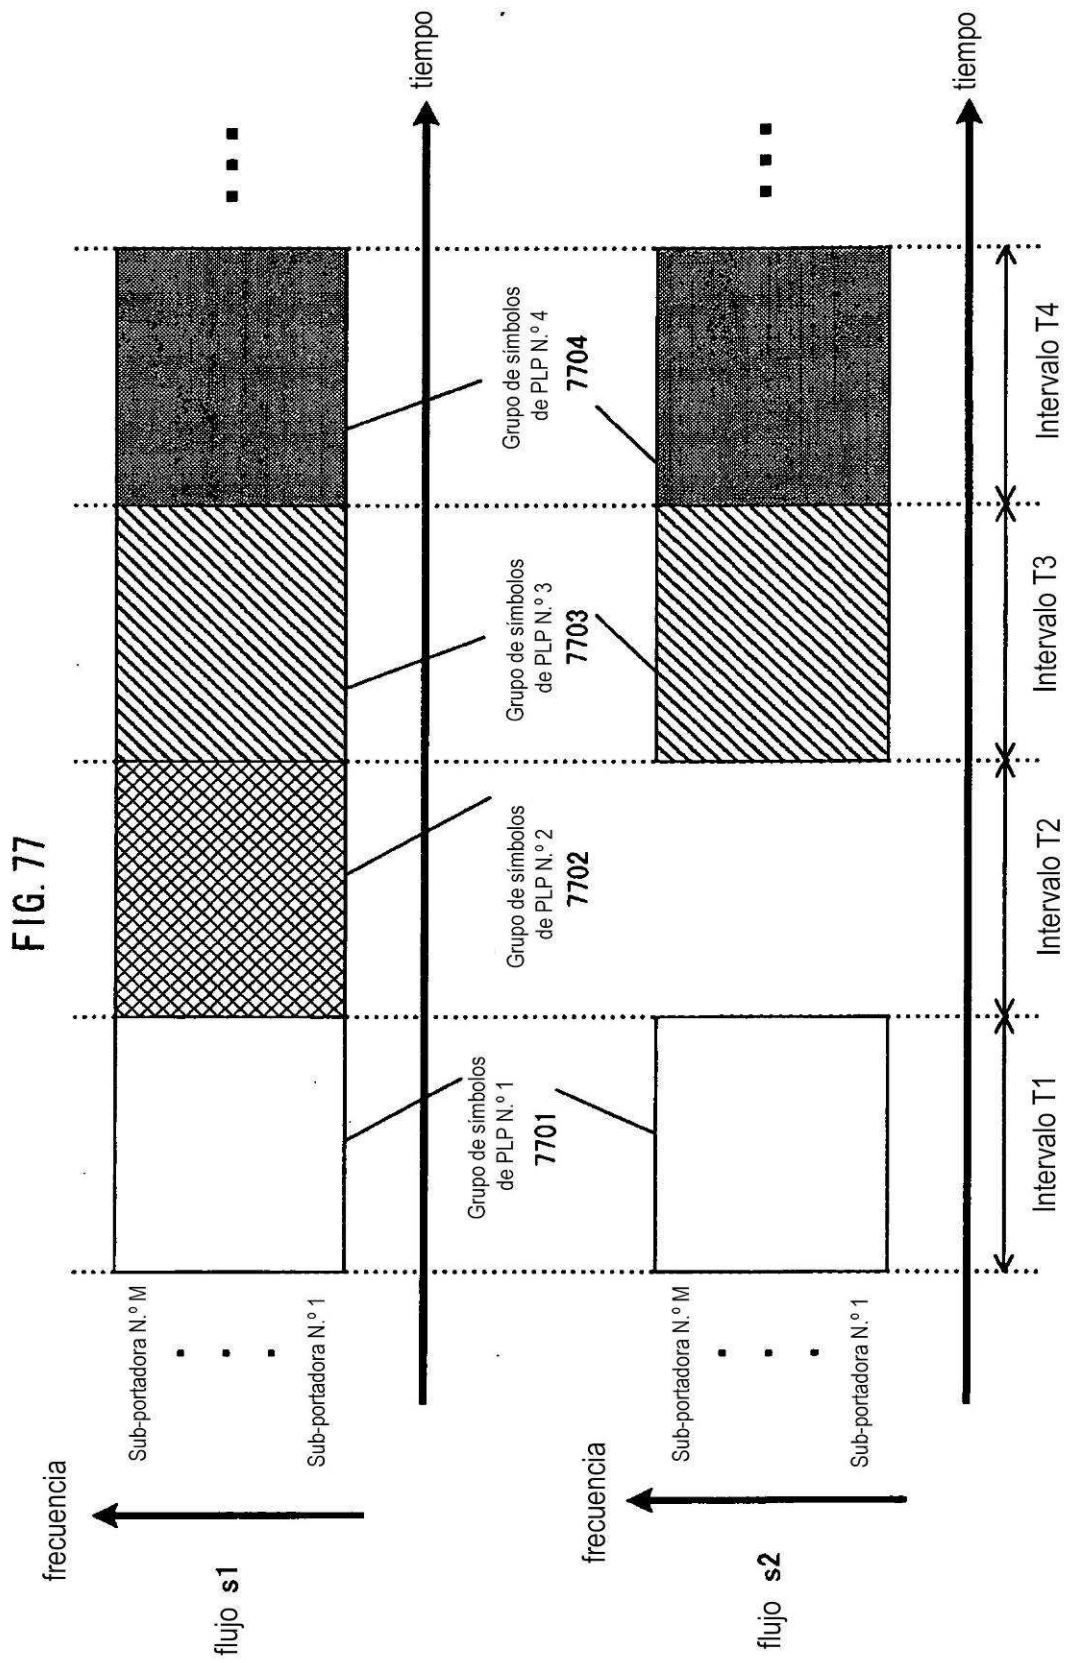 FIG. 77
frecuencia
flujo s1
Sub-portadora N.º M
Sub-portadora N.º 1
tiempo
Grupo de símbolos
de PLP N.º 1
7701
Grupo de símbolos
de PLP N.º 2
7702
Grupo de símbolos
de PLP N.º 3
7703
Grupo de símbolos
de PLP N.º 4
7704
frecuencia
flujo s2
Sub-portadora N.º M
Sub-portadora N.º 1
tiempo
Intervalo T1
Intervalo T2
Intervalo T3
Intervalo T4